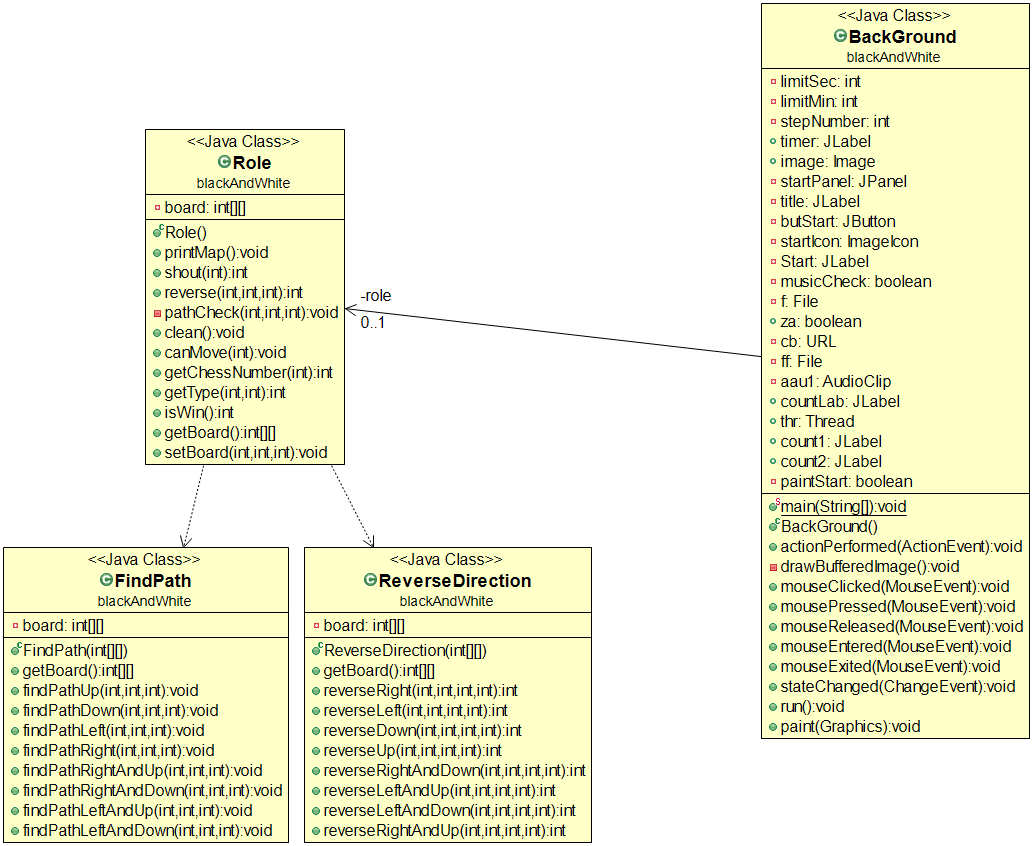 <<Java Class>>
BackGround
blackAndWhite
limitSec: int
limitMin: int
stepNumber: int
timer: JLabel
image: Image
startPanel: JPanel
title: JLabel
butStart: JButton
startIcon: ImageIcon
Start: JLabel
musicCheck: boolean
f: File
za: boolean
cb: URL
ff: File
aau1: AudioClip
countLab: JLabel
thr: Thread
count1: JLabel
count2: JLabel
paintStart: boolean
main(String[]):void
BackGround()
actionPerformed(ActionEvent):void
drawBufferedImage():void
mouseClicked(MouseEvent):void
mousePressed(MouseEvent):void
mouseReleased(MouseEvent):void
mouseEntered(MouseEvent):void
mouseExited(MouseEvent):void
stateChanged(ChangeEvent):void
run():void
paint(Graphics):void
<<Java Class>>
Role
blackAndWhite
board: int[][]
Role()
printMap():void
shout(int):int
reverse(int,int,int):int
pathCheck(int,int,int):void
clean():void
canMove(int):void
getChessNumber(int):int
getType(int,int):int
isWin():int
getBoard():int[][]
setBoard(int,int,int):void
-role
0..1
<<Java Class>>
FindPath
blackAndWhite
board: int[][]
FindPath(int[][])
getBoard():int[][]
findPathUp(int,int,int):void
findPathDown(int,int,int):void
findPathLeft(int,int,int):void
findPathRight(int,int,int):void
findPathRightAndUp(int,int,int):void
findPathRightAndDown(int,int,int):void
findPathLeftAndUp(int,int,int):void
findPathLeftAndDown(int,int,int):void
<<Java Class>>
ReverseDirection
blackAndWhite
board: int[][]
ReverseDirection(int[][])
getBoard():int[][]
reverseRight(int,int,int,int):int
reverseLeft(int,int,int,int):int
reverseDown(int,int,int,int):int
reverseUp(int,int,int,int):int
reverseRightAndDown(int,int,int,int):int
reverseLeftAndUp(int,int,int,int):int
reverseLeftAndDown(int,int,int,int):int
reverseRightAndUp(int,int,int,int):int